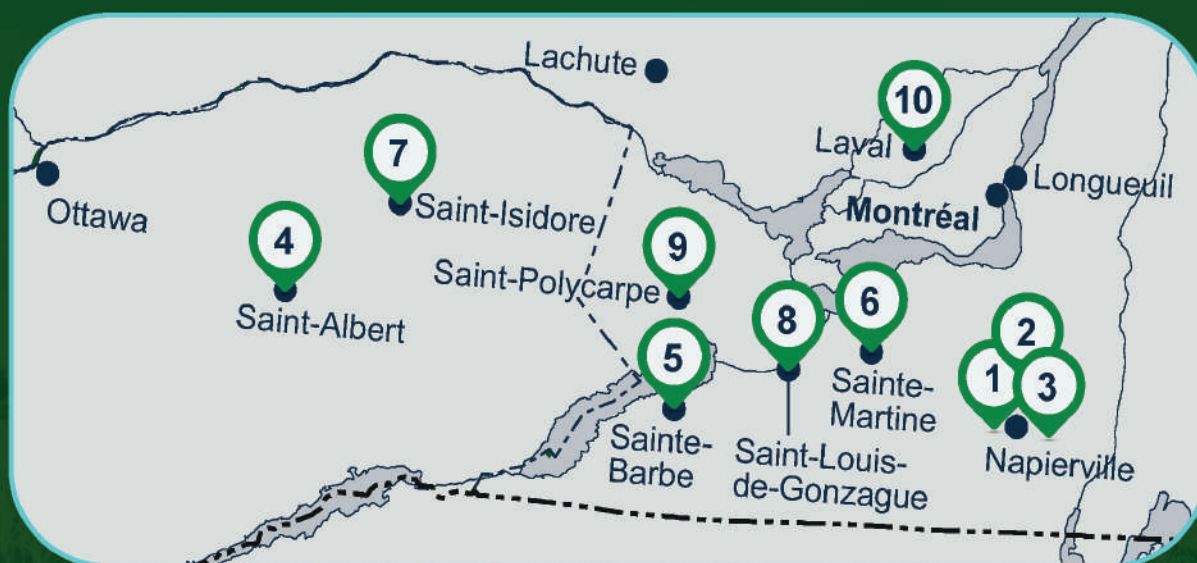 Lachute
10
Laval
7
Longueuil
Ottawa
Saint-Isidore
Montréal
4
9
Saint-Polycarpe
6
8
2
Saint-Albert
5
1
3
Sainte-
Martine
Sainte-
Barbe
Saint-Louis-
de-Gonzague
Napierville